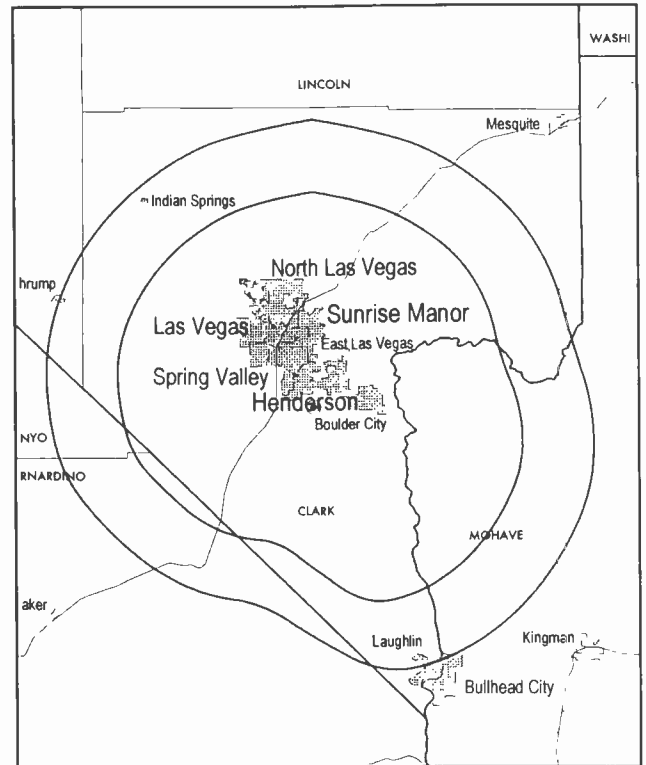 WASHI
LINCOLN
Mesquite
Indian Springs
hrump
North Las Vegas
Las Vegas
Sunrise Manor
East Las Vegas
Spring Valley
Henderson
Boulder City
NYO
RNARDINO
CLARK
MOHAVE
aker
Laughlin
Kingman
Bullhead City